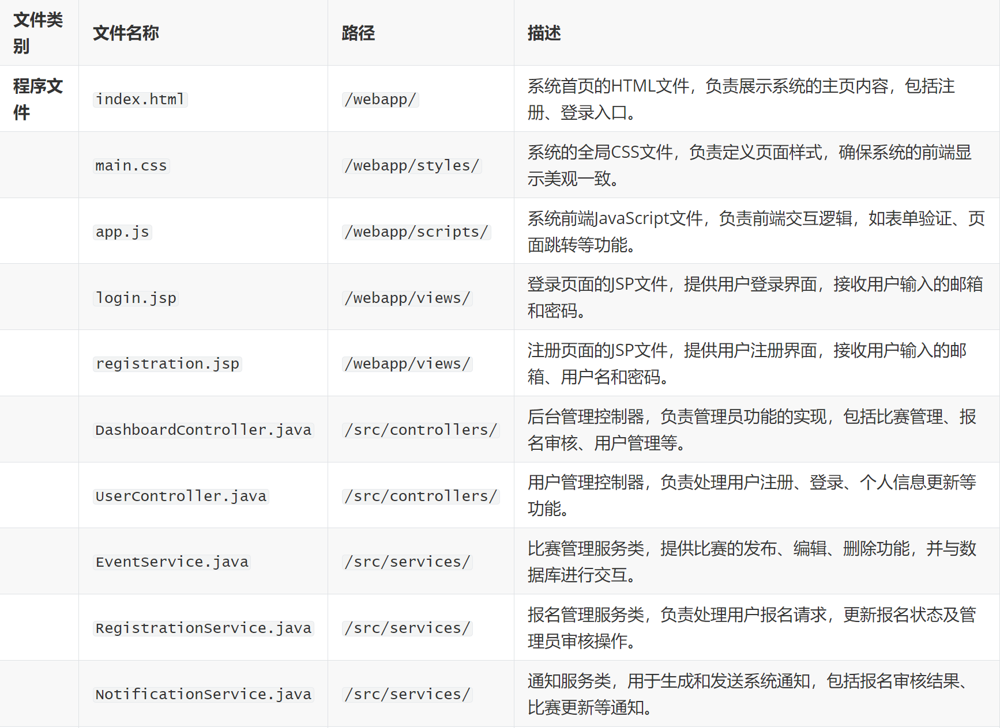 文件类
别
文件名称
路径
描述
程序文
件
index.html
/webapp/
系统首页的HTML文件，负责展示系统的主页内容，包括注
册、登录入口。
main.css
/webapp/styles/
系统的全局CSS文件，负责定义页面样式，确保系统的前端显
示美观一致。
app.js
/webapp/scripts/
系统前端JavaScript文件，负责前端交互逻辑，如表单验证、页
面跳转等功能。
login.jsp
/webapp/views/
登录页面的JSP文件，提供用户登录界面，接收用户输入的邮箱
和密码。
registration.jsp
/webapp/views/
注册页面的JSP文件，提供用户注册界面，接收用户输入的邮
箱、用户名和密码。
DashboardController.java
/src/controllers/
后台管理控制器，负责管理员功能的实现，包括比赛管理、报
名审核、用户管理等。
UserController.java
/src/controllers/
用户管理控制器，负责处理用户注册、登录、个人信息更新等
功能。
EventService.java
/src/services/
比赛管理服务类，提供比赛的发布、编辑、删除功能，并与数
据库进行交互。
RegistrationService.java
/src/services/
报名管理服务类，负责处理用户报名请求，更新报名状态及管
理员审核操作。
NotificationService.java
/src/services/
通知服务类，用于生成和发送系统通知，包括报名审核结果、
比赛更新等通知。